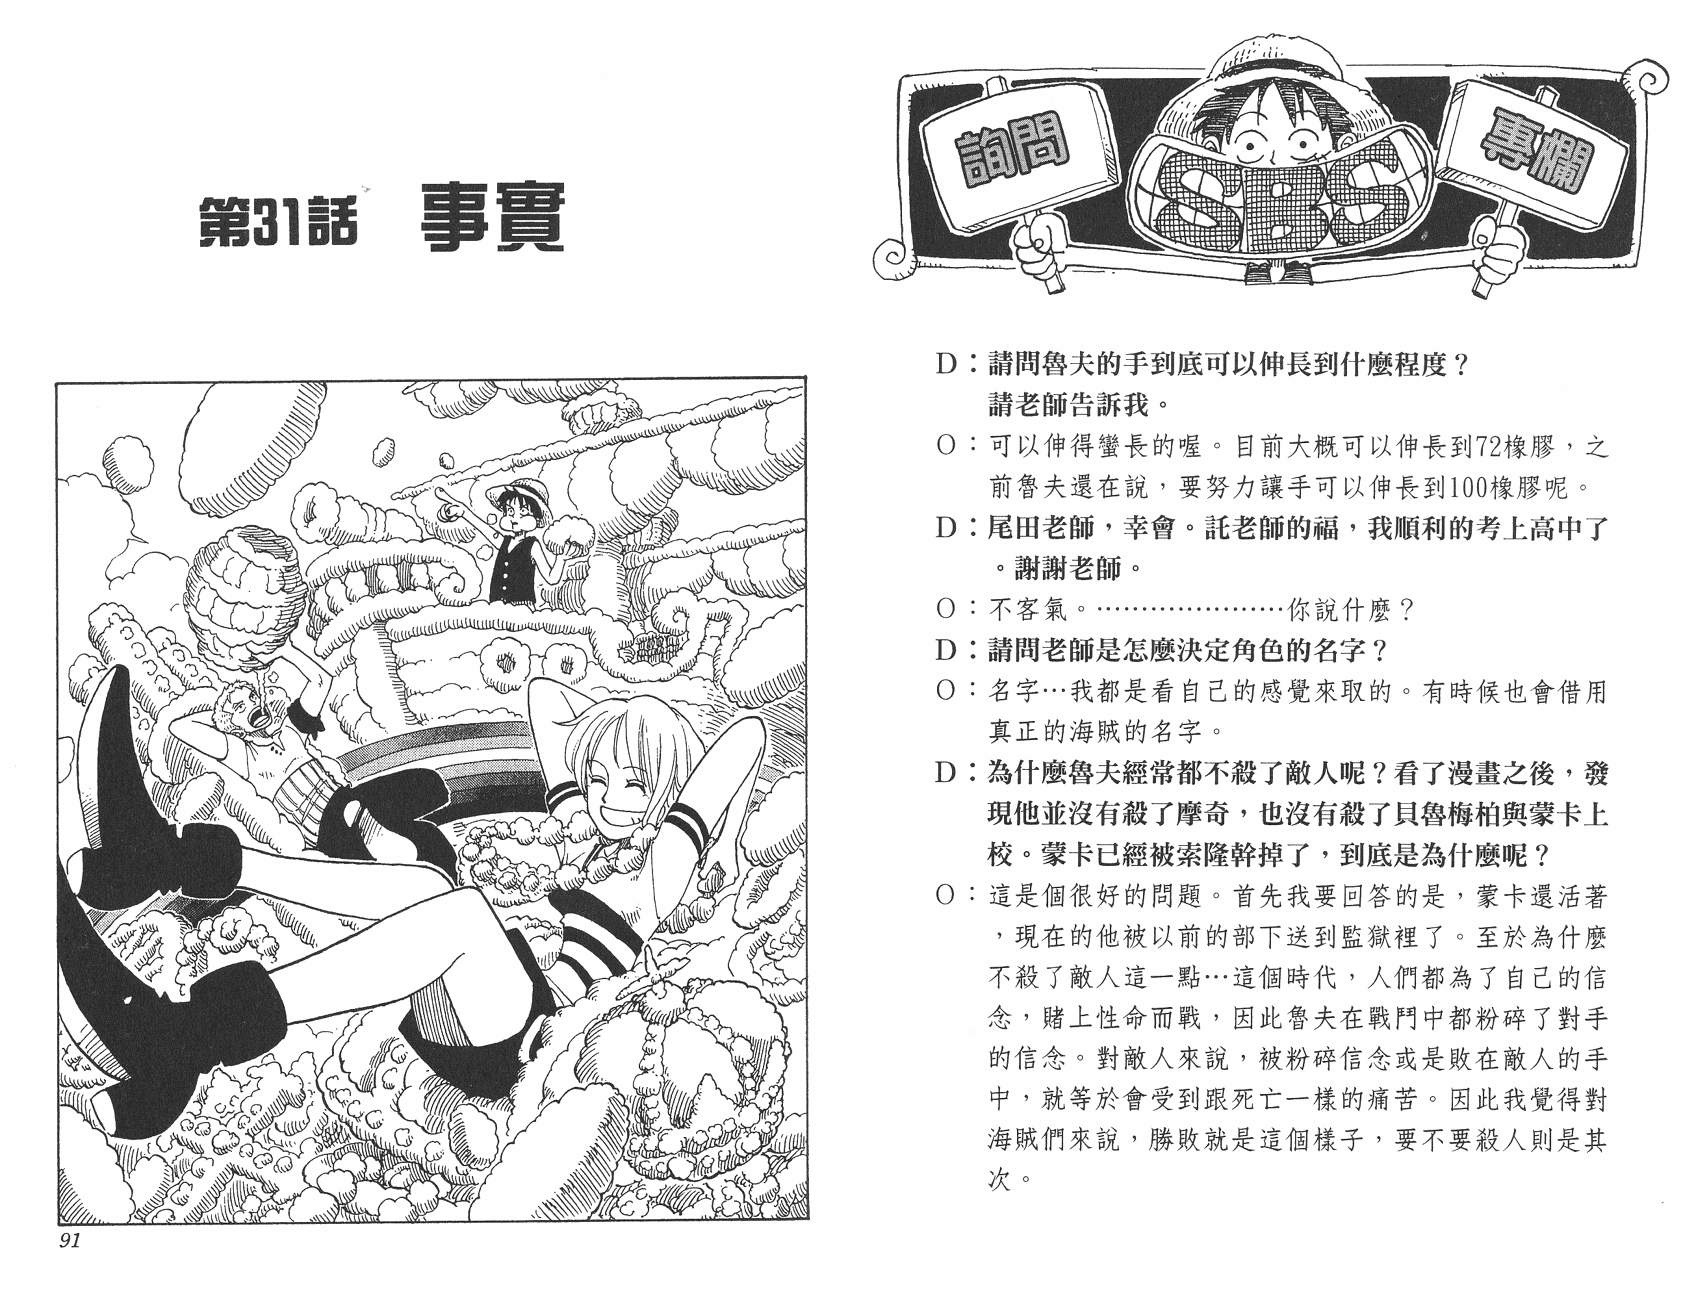 詢問
SBS
專欄
D：請問魯夫的手到底可以伸長到什麼程度？
請老師告訴我。
O：可以伸得蠻長的喔。目前大概可以伸長到72橡膠，之
前魯夫還在說，要努力讓手可以伸長到100橡膠呢。
D：尾田老師，幸會。託老師的福，我順利的考上高中了
。謝謝老師。
O：不客氣。…………………你說什麼？
D：請問老師是怎麼決定角色的名字？
O：名字…我都是看自己的感覺來取的。有時候也會借用
真正的海賊的名字。
D：為什麼魯夫經常都不殺了敵人呢？看了漫畫之後，發
現他並沒有殺了摩奇，也沒有殺了貝魯梅柏與蒙卡上
校。蒙卡已經被索隆幹掉了，到底是為什麼呢？
O：這是個很好的問題。首先我要回答的是，蒙卡還活著
，現在的他被以前的部下送到監獄裡了。至於為什麼
不殺了敵人這一點…這個時代，人們都為了自己的信
念，賭上性命而戰，因此魯夫在戰鬥中都粉碎了對手
的信念。對敵人來說，被粉碎信念或是敗在敵人的手
中，就等於會受到跟死亡一樣的痛苦。因此我覺得對
海賊們來說，勝敗就是這個樣子，要不要殺人則是其
次。
第31話　事實
91